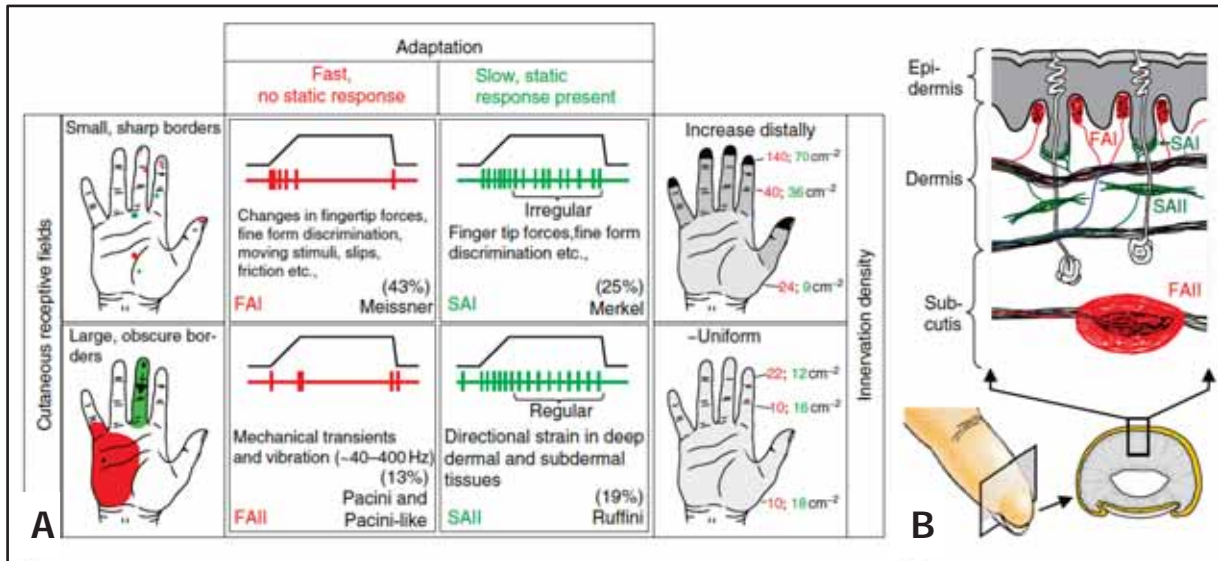 Adaptation
Fast,
no static response
Slow, static
response present
Cutaneous receptive fields
Small, sharp borders
Changes in fingertip forces,
fine form discrimination,
moving stimuli, slips,
friction etc.,
(43%)
FAI
Meissner
Irregular
Finger tip forces,fine form
discrimination etc.,
(25%)
SAI
Merkel
Increase distally
140; 70 cm⁻²
40; 36 cm⁻²
24; 9 cm⁻²
Innervation density
Large, obscure bor-
ders
Mechanical transients
and vibration (~40–400 Hz)
(13%)
Pacini and
FAII
Pacini-like
Regular
Directional strain in deep
dermal and subdermal
tissues
(19%)
SAII
Ruffini
~Uniform
22; 12 cm⁻²
10; 16 cm⁻²
10; 18 cm⁻²
A
Epi-
dermis
FAI
SAI
Dermis
SAII
FAII
Sub-
cutis
B